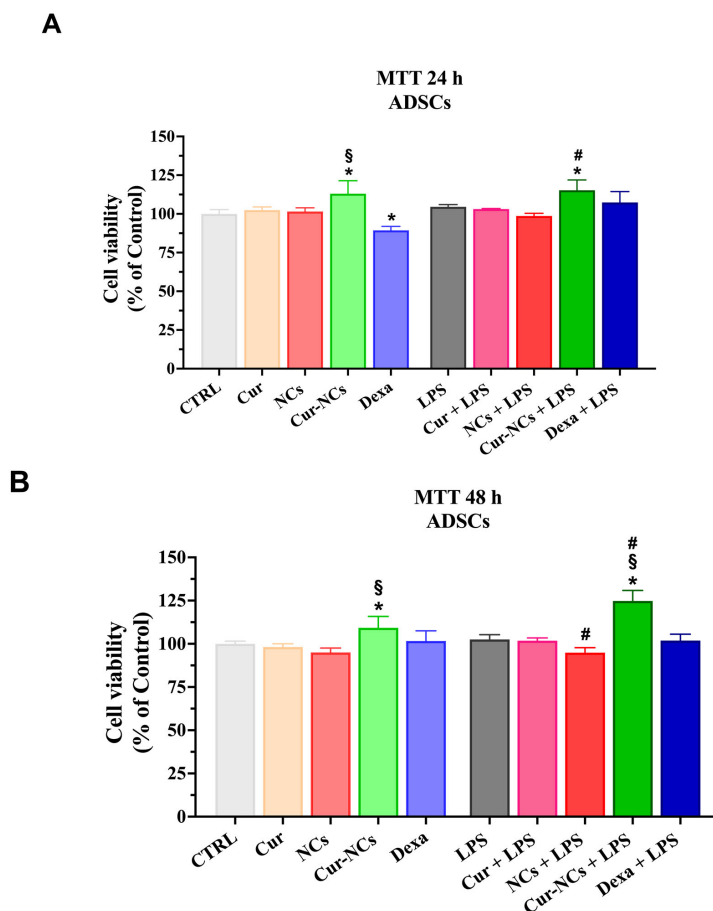 A
MTT 24 h
ADSCs
Cell viability
(% of Control)
150
125
100
75
50
25
0
§
*
*
#
*
CTRL
Cur
NCs
Cur-NCs
Dexa
LPS
Cur + LPS
NCs + LPS
Cur-NCs + LPS
Dexa + LPS
B
MTT 48 h
ADSCs
Cell viability
(% of Control)
150
125
100
75
50
25
0
§
*
#
#
§
*
CTRL
Cur
NCs
Cur-NCs
Dexa
LPS
Cur + LPS
NCs + LPS
Cur-NCs + LPS
Dexa + LPS